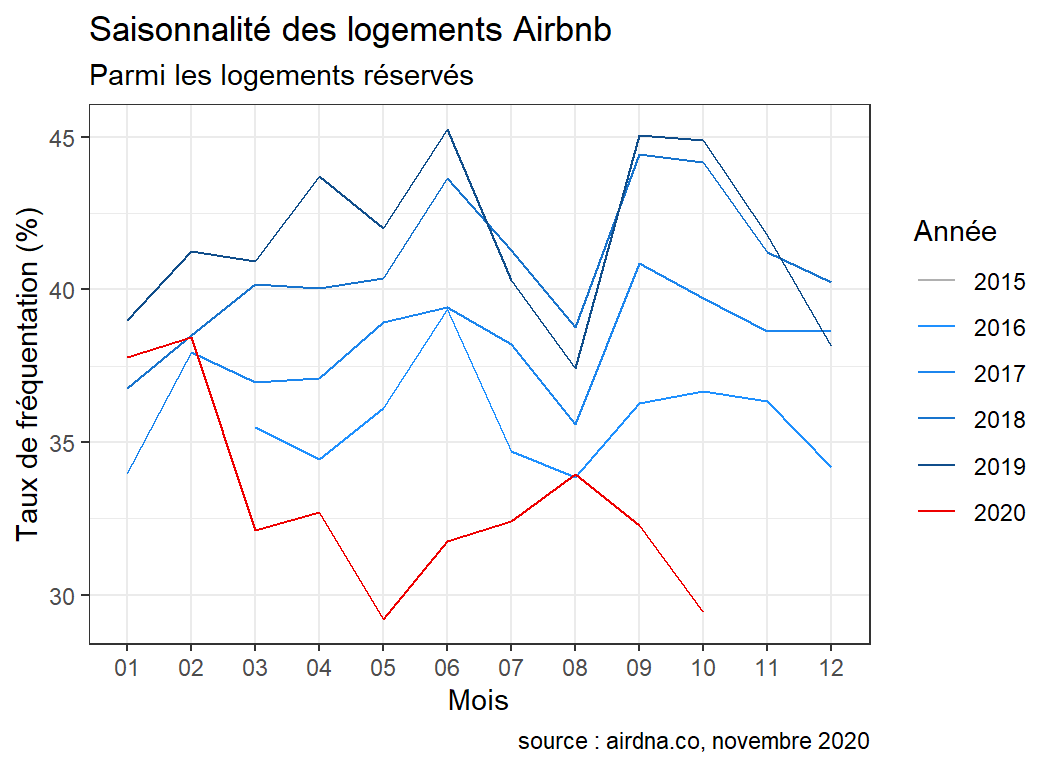 Saisonnalité des logements Airbnb
Parmi les logements réservés
Taux de fréquentation (%)
45
40
35
30
01 02 03 04 05 06 07 08 09 10 11 12
Mois
Année
2015
2016
2017
2018
2019
2020
source : airdna.co, novembre 2020